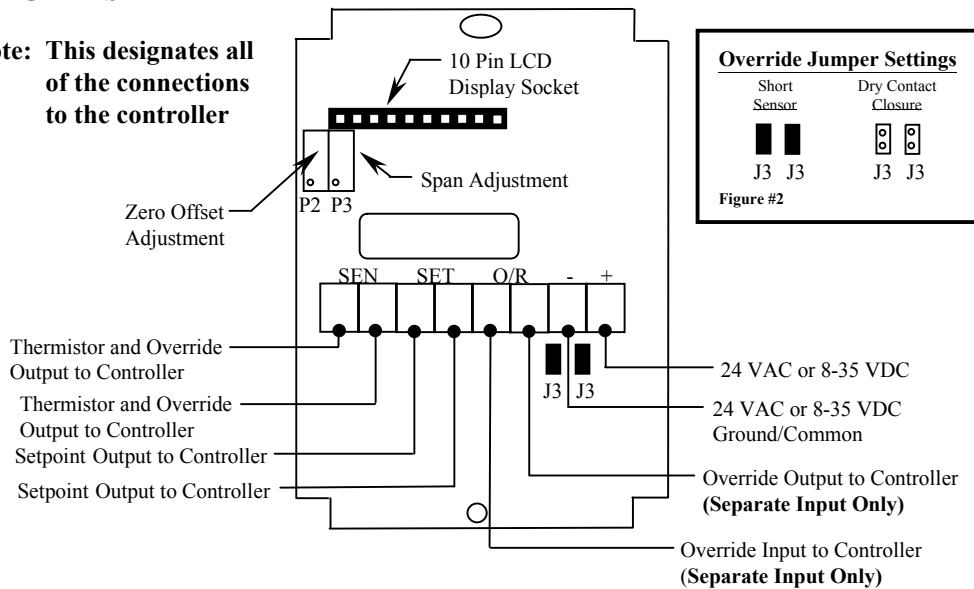 This designates all
of the connections
to the controller
10 Pin LCD
Display Socket
Override Jumper Settings
Short
Sensor
Dry Contact
Closure
J3 J3
J3 J3
Figure #2
Span Adjustment
P2 P3
Zero Offset
Adjustment
SEN SET O/R - +
J3 J3
Thermistor and Override
Output to Controller
Thermistor and Override
Output to Controller
Setpoint Output to Controller
Setpoint Output to Controller
24 VAC or 8-35 VDC
24 VAC or 8-35 VDC
Ground/Common
Override Output to Controller
(Separate Input Only)
Override Input to Controller
(Separate Input Only)